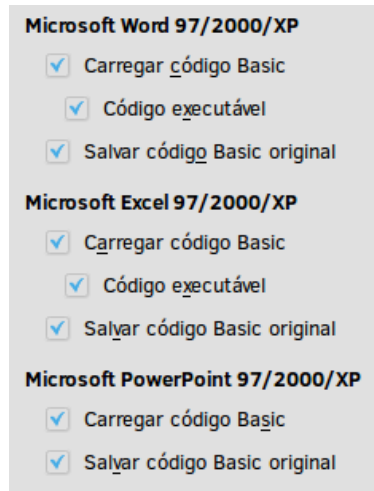 Microsoft Word 97/2000/XP
Carregar código Basic
Código executável
Salvar código Basic original
Microsoft Excel 97/2000/XP
Carregar código Basic
Código executável
Salvar código Basic original
Microsoft PowerPoint 97/2000/XP
Carregar código Basic
Salvar código Basic original